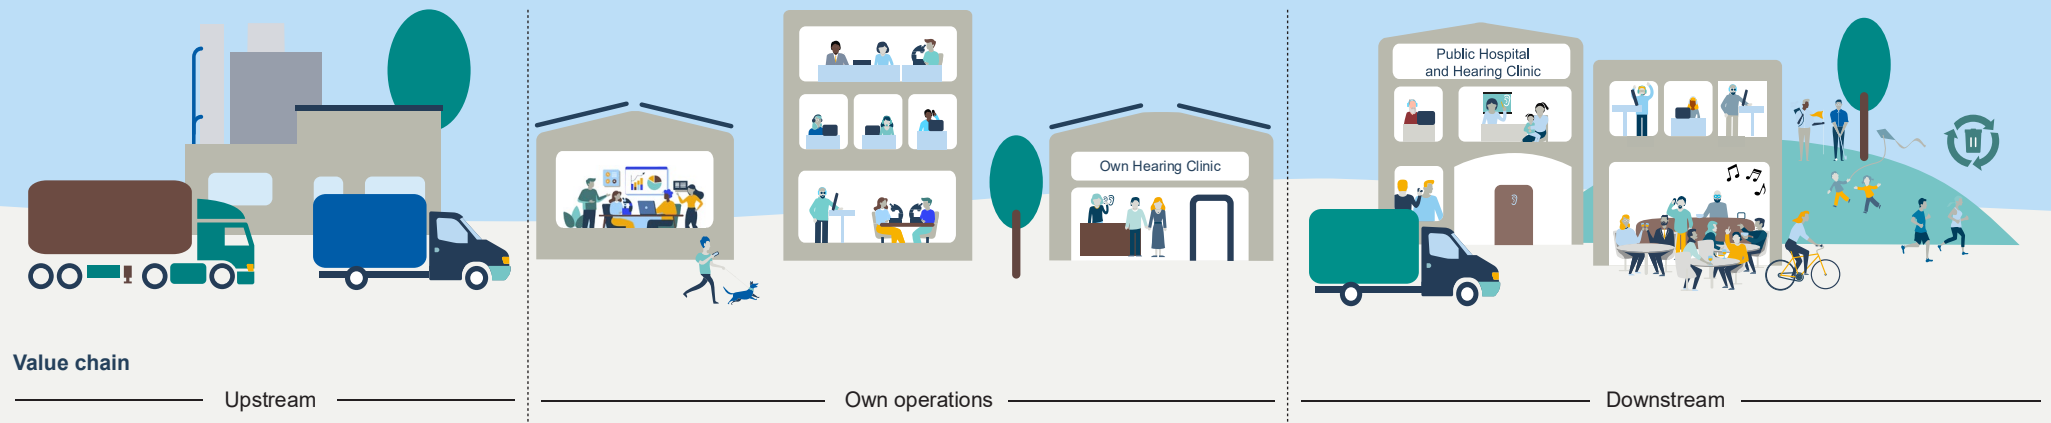 Public Hospital
and Hearing Clinic
Own Hearing Clinic
Value chain
Upstream
Own operations
Downstream